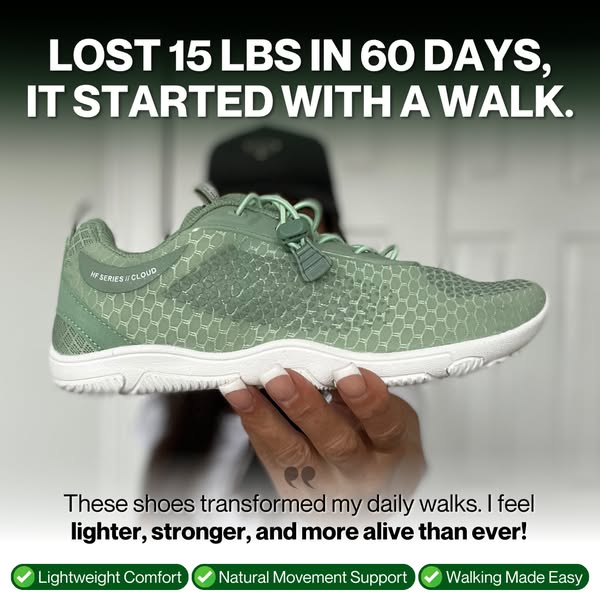 LOST 15 LBS IN 60 DAYS,
IT STARTED WITH A WALK.
HF SERIES // CLOUD
”
These shoes transformed my daily walks. I feel
lighter, stronger, and more alive than ever!
Lightweight Comfort Natural Movement Support Walking Made Easy